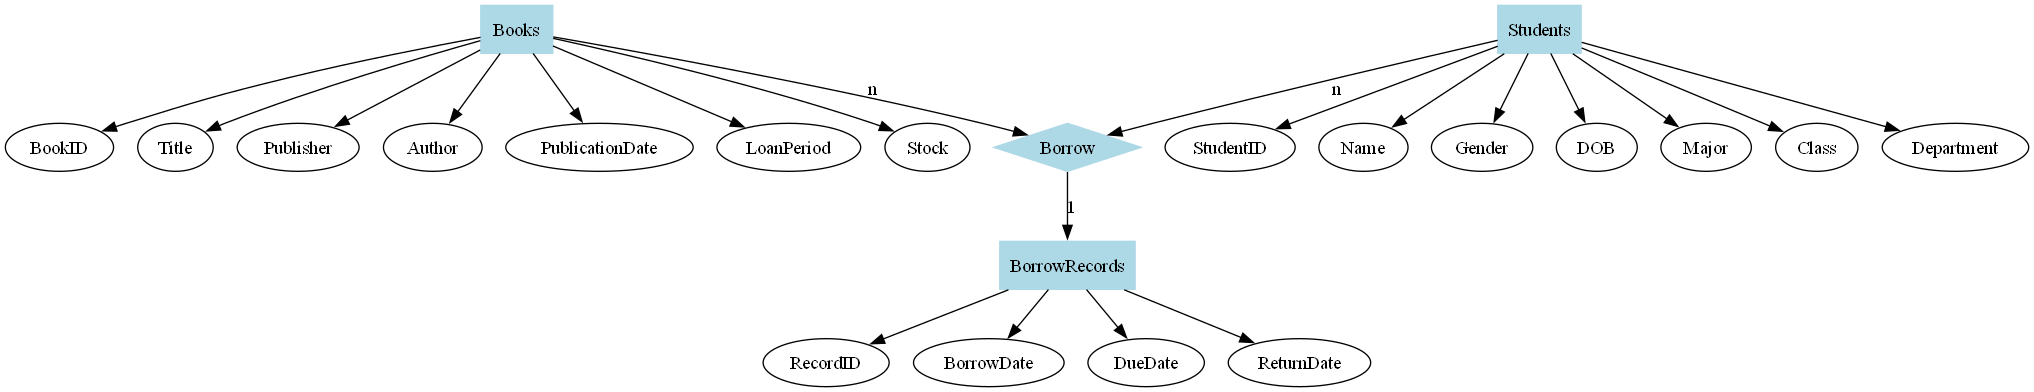 Books
Students
n
n
BookID
Title
Publisher
Author
PublicationDate
LoanPeriod
Stock
Borrow
StudentID
Name
Gender
DOB
Major
Class
Department
1
BorrowRecords
RecordID
BorrowDate
DueDate
ReturnDate